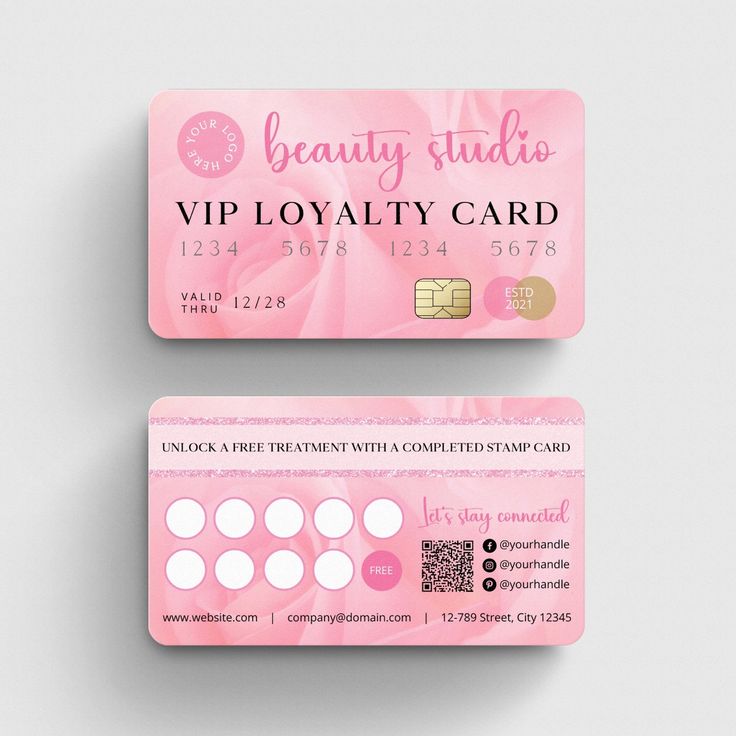 YOUR LOGO HERE
beauty studio
VIP LOYALTY CARD
1234 5678 1234 5678
VALID THRU 12/28
ESTD
2021
UNLOCK A FREE TREATMENT WITH A COMPLETED STAMP CARD
FREE
Let's stay connected
@yourhandle
@yourhandle
@yourhandle
www.website.com | company@domain.com | 12-789 Street, City 12345